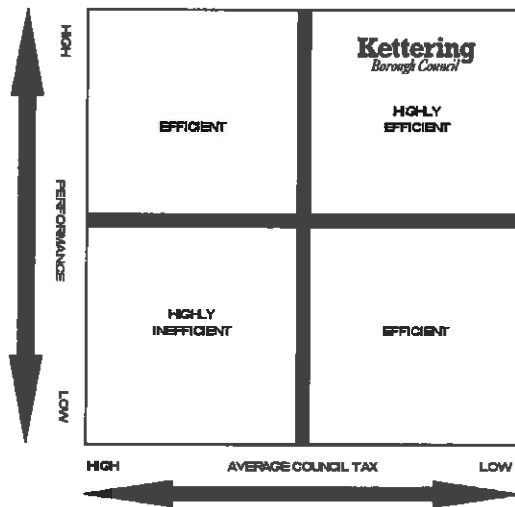 HIGH
Kettering
Borough Council
EFFICIENT
HIGHLY
EFFICIENT
PERFORMANCE
HIGHLY
INEFFICIENT
EFFICIENT
LOW
HIGH
AVERAGE COUNCIL TAX
LOW